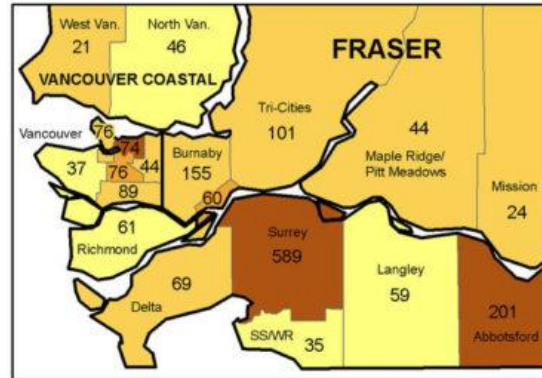 West Van.
21
North Van.
46
VANCOUVER COASTAL
FRASER
Tri-Cities
101
44
Maple Ridge/
Pitt Meadows
Mission
24
Vancouver
76
74
37
76
44
89
Burnaby
155
60
61
Richmond
69
Delta
Surrey
589
SS/WR
35
Langley
59
201
Abbotsford